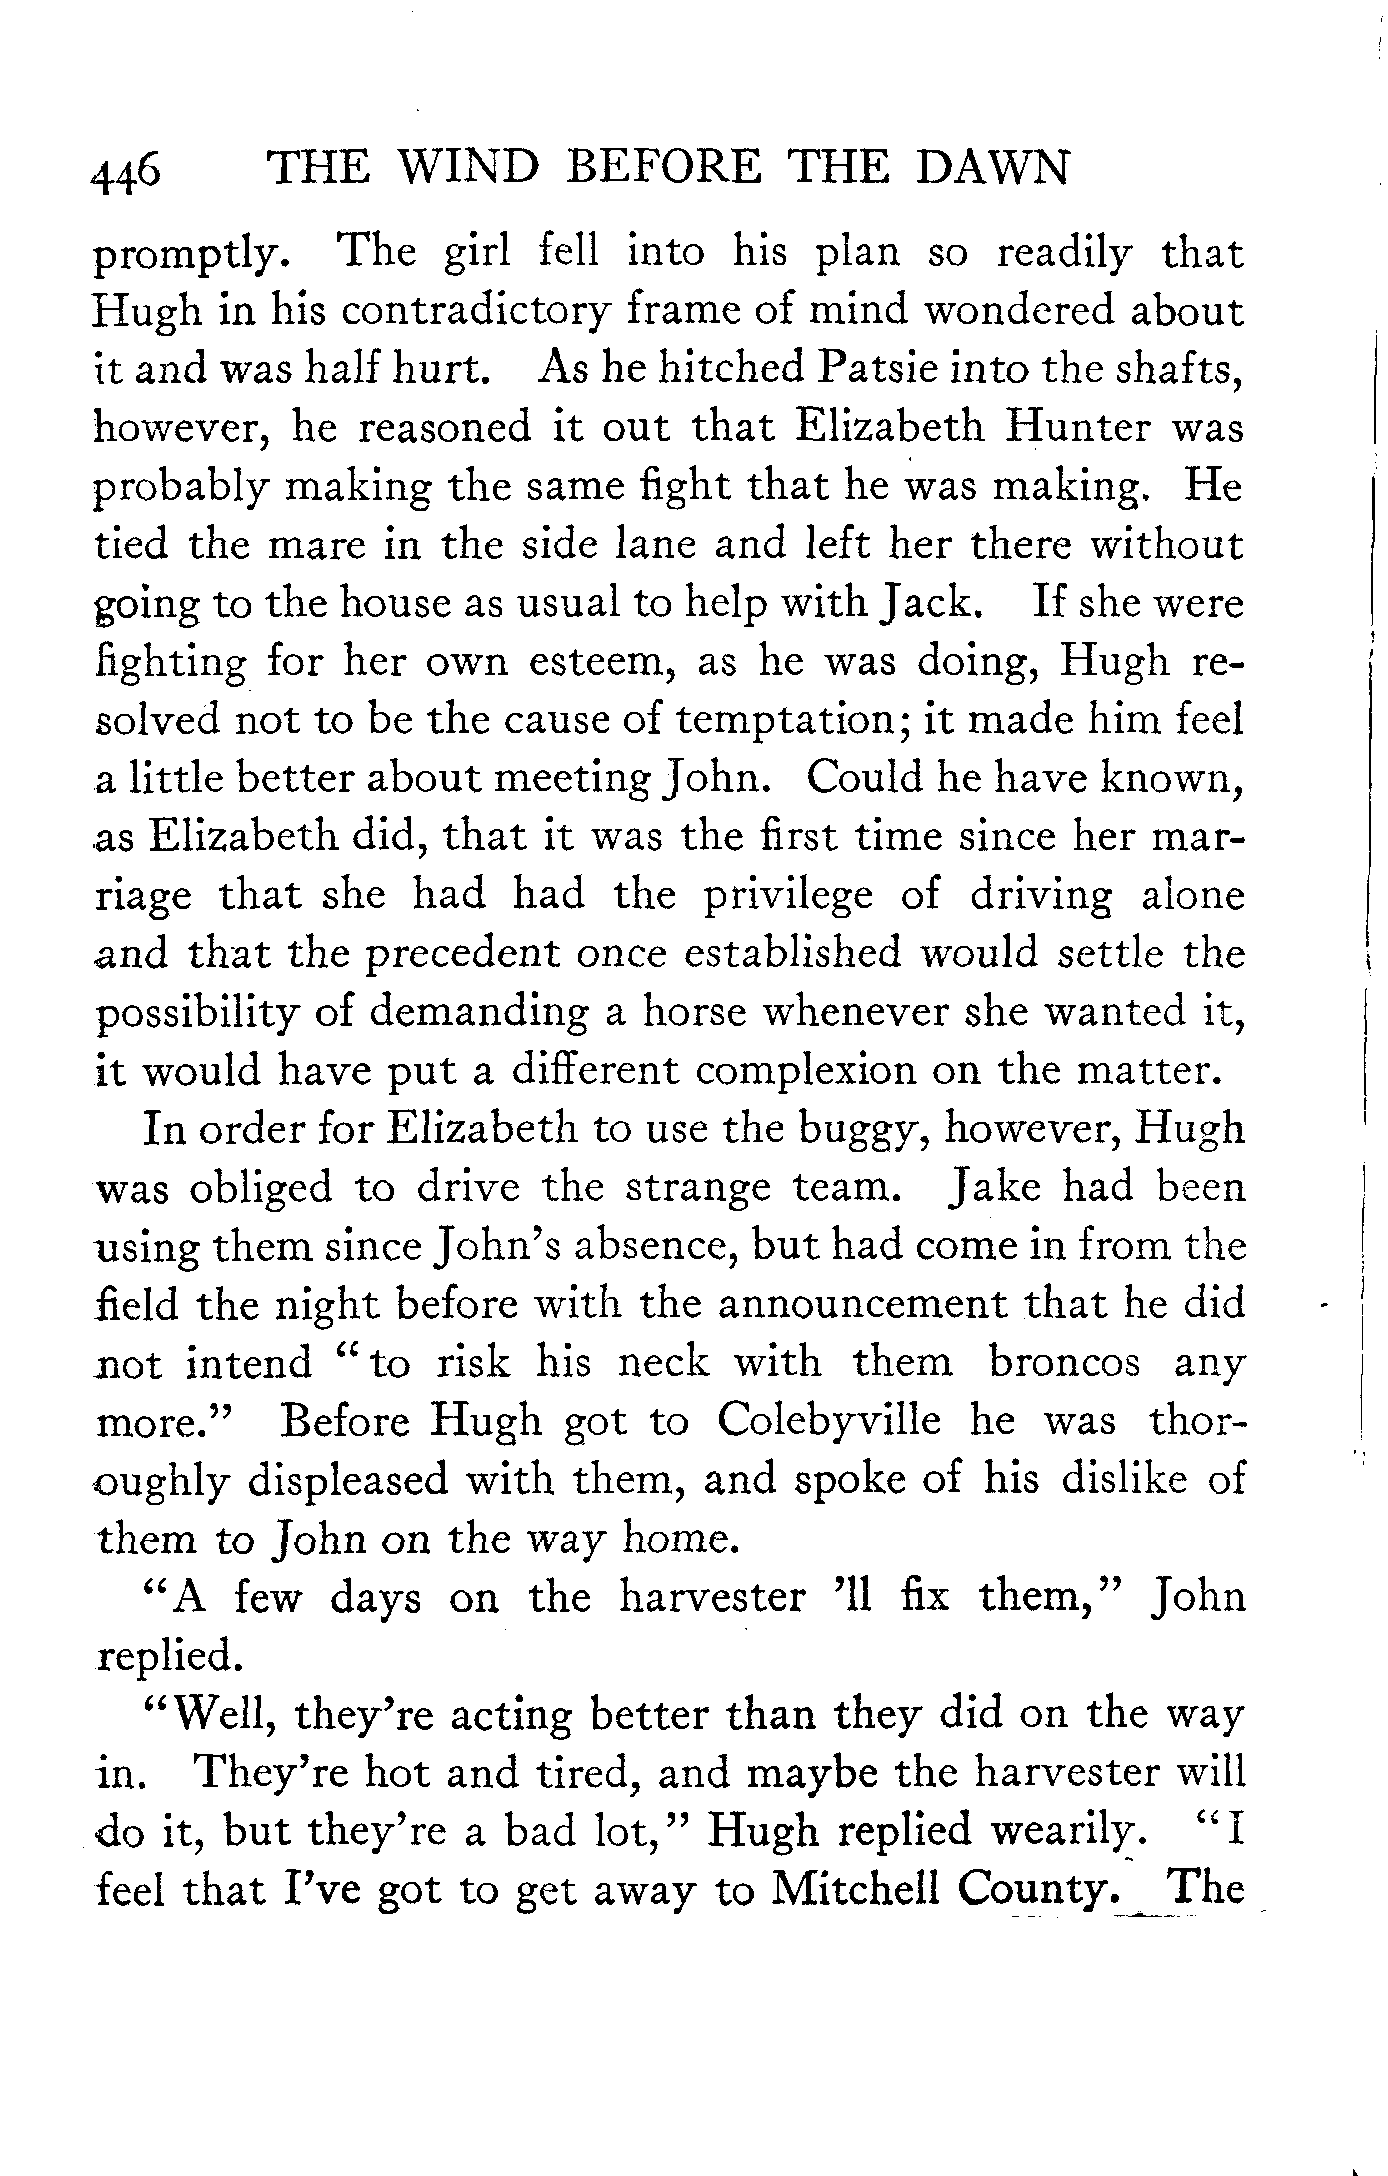 446 THE WIND BEFORE THE DAWN
promptly. The girl fell into his plan so readily that
Hugh in his contradictory frame of mind wondered about
it and was half hurt. As he hitched Patsie into the shafts,
however, he reasoned it out that Elizabeth Hunter was
probably making the same fight that he was making. He
tied the mare in the side lane and left her there without
going to the house as usual to help with Jack. If she were
fighting for her own esteem, as he was doing, Hugh re-
solved not to be the cause of temptation; it made him feel
a little better about meeting John. Could he have known,
as Elizabeth did, that it was the first time since her mar-
riage that she had had the privilege of driving alone
and that the precedent once established would settle the
possibility of demanding a horse whenever she wanted it,
it would have put a different complexion on the matter.
In order for Elizabeth to use the buggy, however, Hugh
was obliged to drive the strange team. Jake had been
using them since John's absence, but had come in from the
field the night before with the announcement that he did
not intend “to risk his neck with them broncos any
more.” Before Hugh got to Colebyville he was thor-
oughly displeased with them, and spoke of his dislike of
them to John on the way home.
“A few days on the harvester ’ll fix them,” John
replied.
“Well, they’re acting better than they did on the way
in. They’re hot and tired, and maybe the harvester will
do it, but they’re a bad lot,” Hugh replied wearily. “I
feel that I’ve got to get away to Mitchell County. The